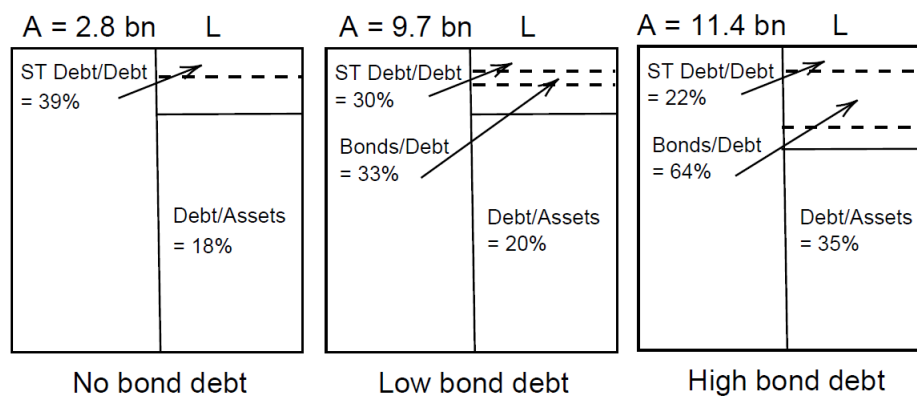 A = 2.8 bn L
ST Debt/Debt
= 39%
Debt/Assets
= 18%
No bond debt
A = 9.7 bn L
ST Debt/Debt
= 30%
Bonds/Debt
= 33%
Debt/Assets
= 20%
Low bond debt
A = 11.4 bn L
ST Debt/Debt
= 22%
Bonds/Debt
= 64%
Debt/Assets
= 35%
High bond debt